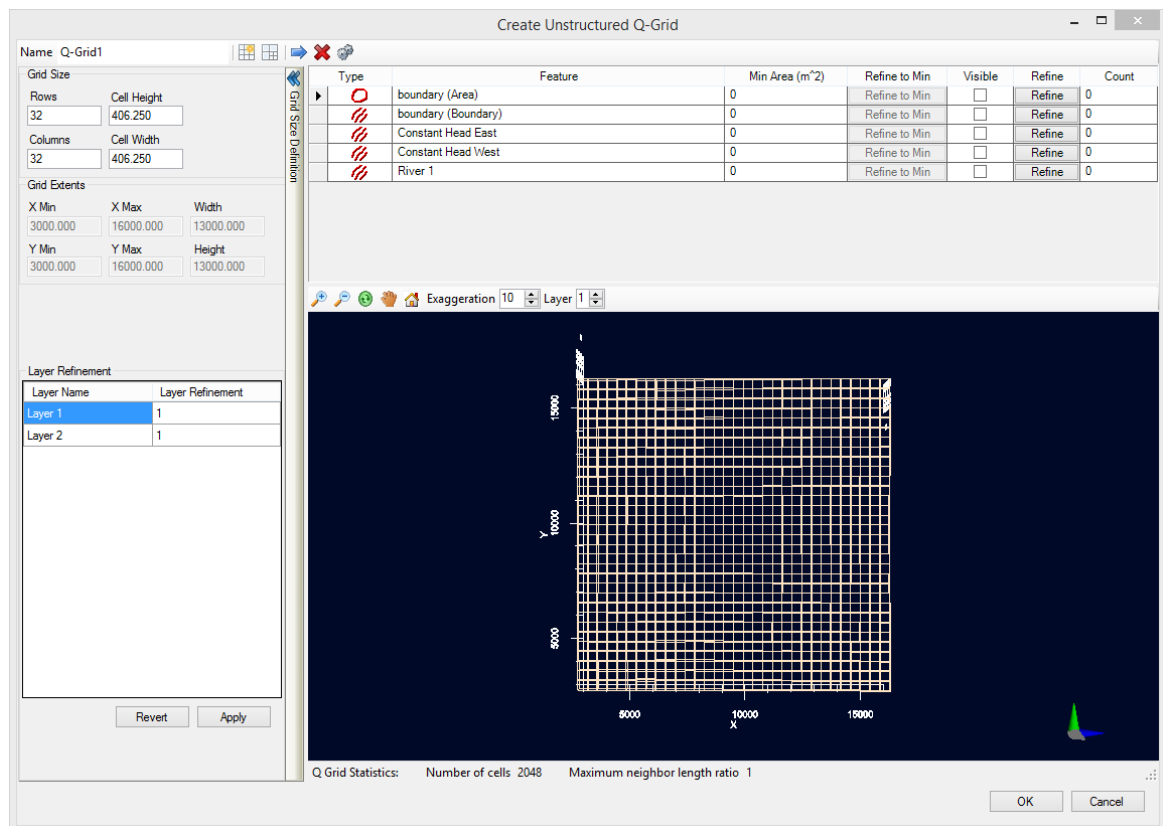 Create Unstructured Q-Grid
Name Q-Grid1
Grid Size
Rows Cell Height
32 406.250
Columns Cell Width
32 406.250
Grid Extents
X Min X Max Width
3000.000 16000.000 13000.000
Y Min Y Max Height
3000.000 16000.000 13000.000
Layer Refinement
Layer Name Layer Refinement
Layer 1 1
Layer 2 1
Revert Apply
Grid Size Definition
Type Feature Min Area (m^2) Refine to Min Visible Refine Count
boundary (Area) 0 Refine to Min Refine 0
boundary (Boundary) 0 Refine to Min Refine 0
Constant Head East 0 Refine to Min Refine 0
Constant Head West 0 Refine to Min Refine 0
River 1 0 Refine to Min Refine 0
Exaggeration 10 Layer 1
15000
10000
Y
5000
5000 10000 15000
X
Q Grid Statistics: Number of cells 2048 Maximum neighbor length ratio 1
OK Cancel